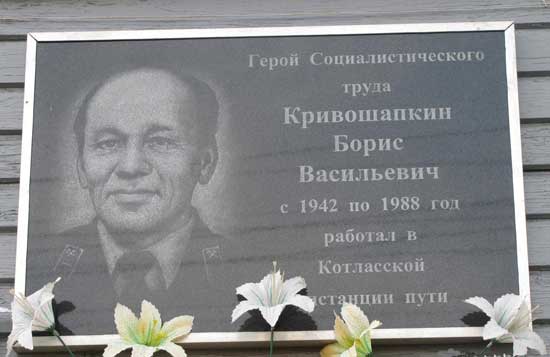 Герой Социалистического
труда
Кривошапкин
Борис
Васильевич
с 1942 по 1988 год
работал в
Котласской
пути